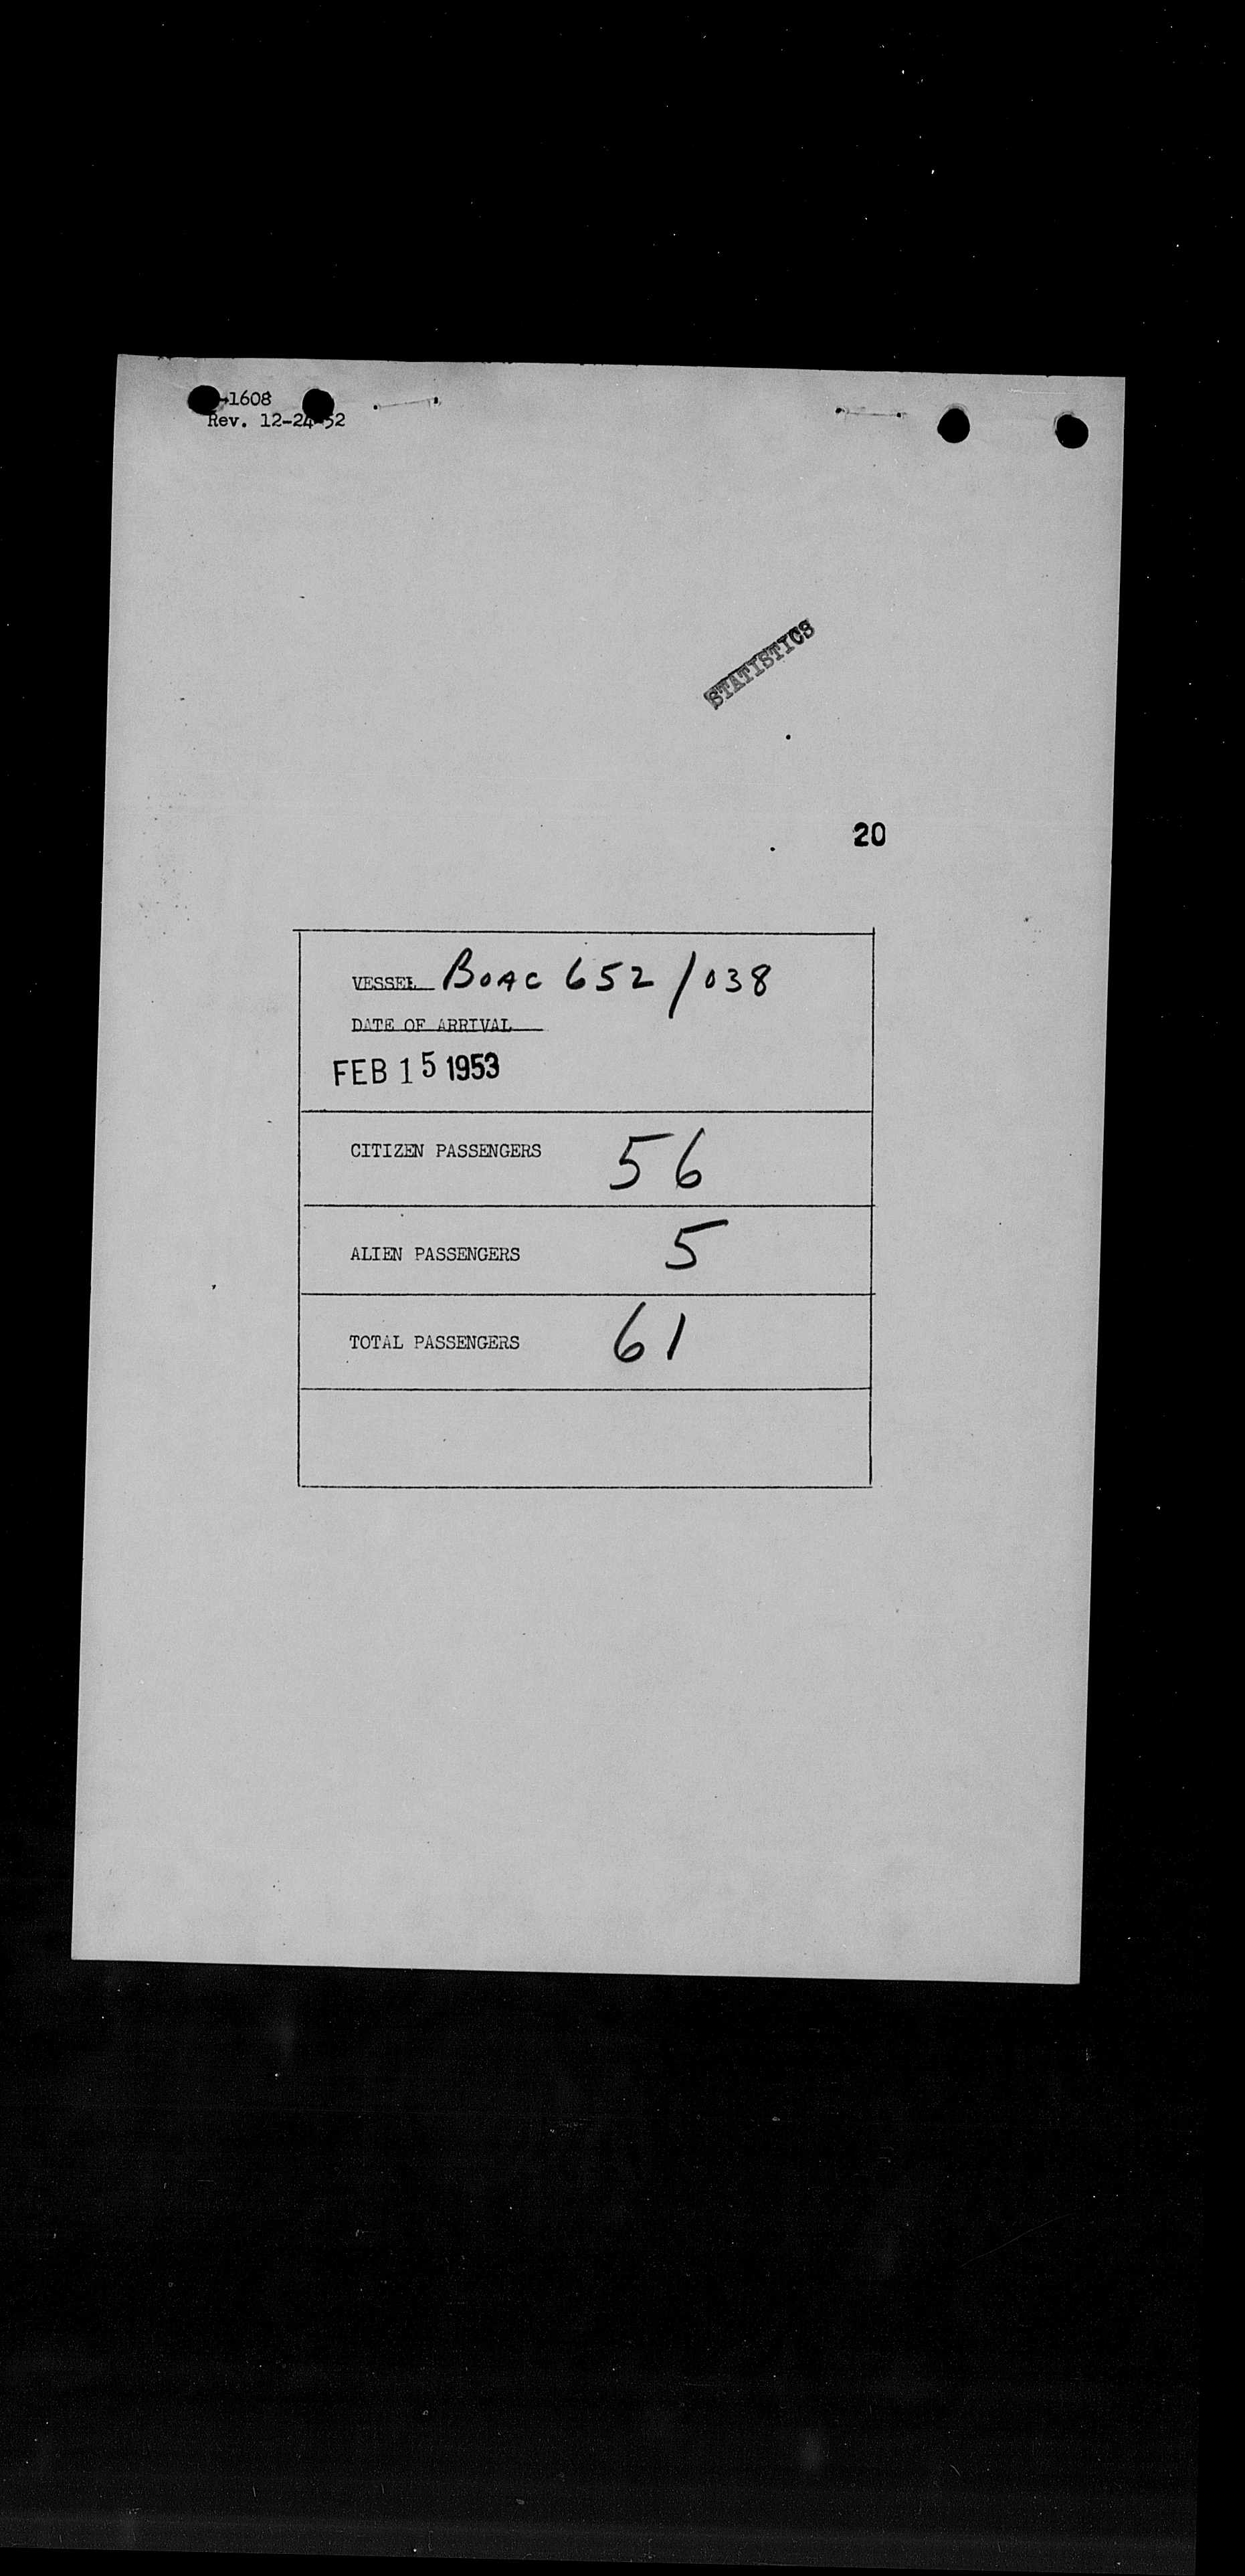 -1608
Rev. 12-24-52
STATISTICS
20
VESSEL BOAC 652/038
DATE OF ARRIVAL
FEB 15 1953
CITIZEN PASSENGERS 56
ALIEN PASSENGERS 5
TOTAL PASSENGERS 61